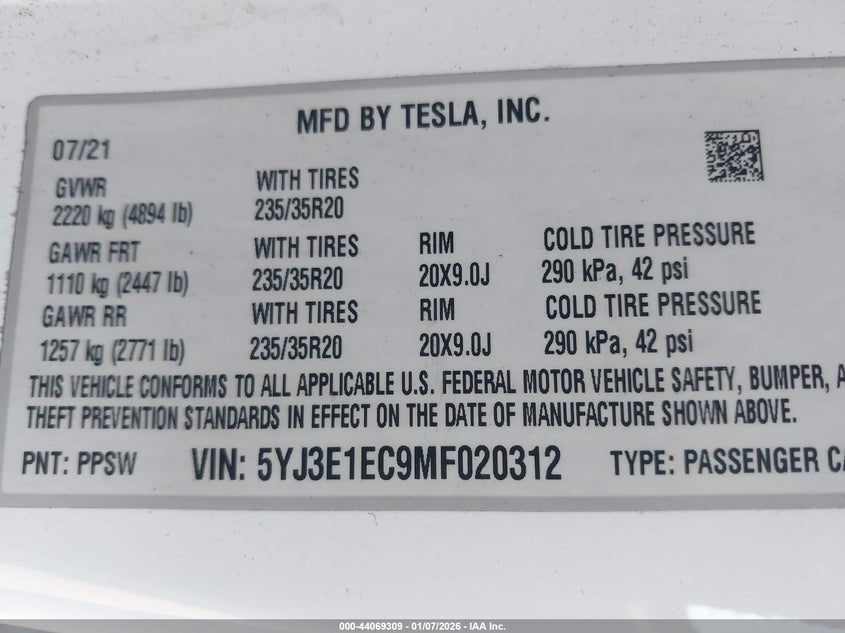 MFD BY TESLA, INC.
07/21
GVWR WITH TIRES
2220 kg (4894 lb) 235/35R20
GAWR FRT WITH TIRES RIM COLD TIRE PRESSURE
1110 kg (2447 lb) 235/35R20 20X9.0J 290 kPa, 42 psi
GAWR RR WITH TIRES RIM COLD TIRE PRESSURE
1257 kg (2771 lb) 235/35R20 20X9.0J 290 kPa, 42 psi
THIS VEHICLE CONFORMS TO ALL APPLICABLE U.S. FEDERAL MOTOR VEHICLE SAFETY, BUMPER, A
THEFT PREVENTION STANDARDS IN EFFECT ON THE DATE OF MANUFACTURE SHOWN ABOVE.
PNT: PPSW VIN: 5YJ3E1EC9MF020312 TYPE: PASSENGER CA
000-44069309 - 01/07/2026 - IAA Inc.